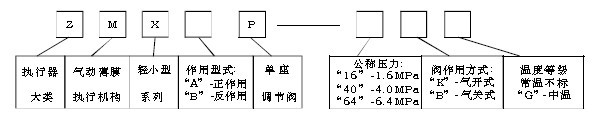 Z M X P
执行器
大类
气动薄膜
执行机构
轻小型
系列
作用型式:
“A”-正作用
“B”-反作用
单座
调节阀
公称压力:
“16”-1.6MPa
“40”-4.0MPa
“64”-6.4MPa
阀作用方式:
“K”-气开式
“B”-气关式
温度等级
常温不标
“G”-中温